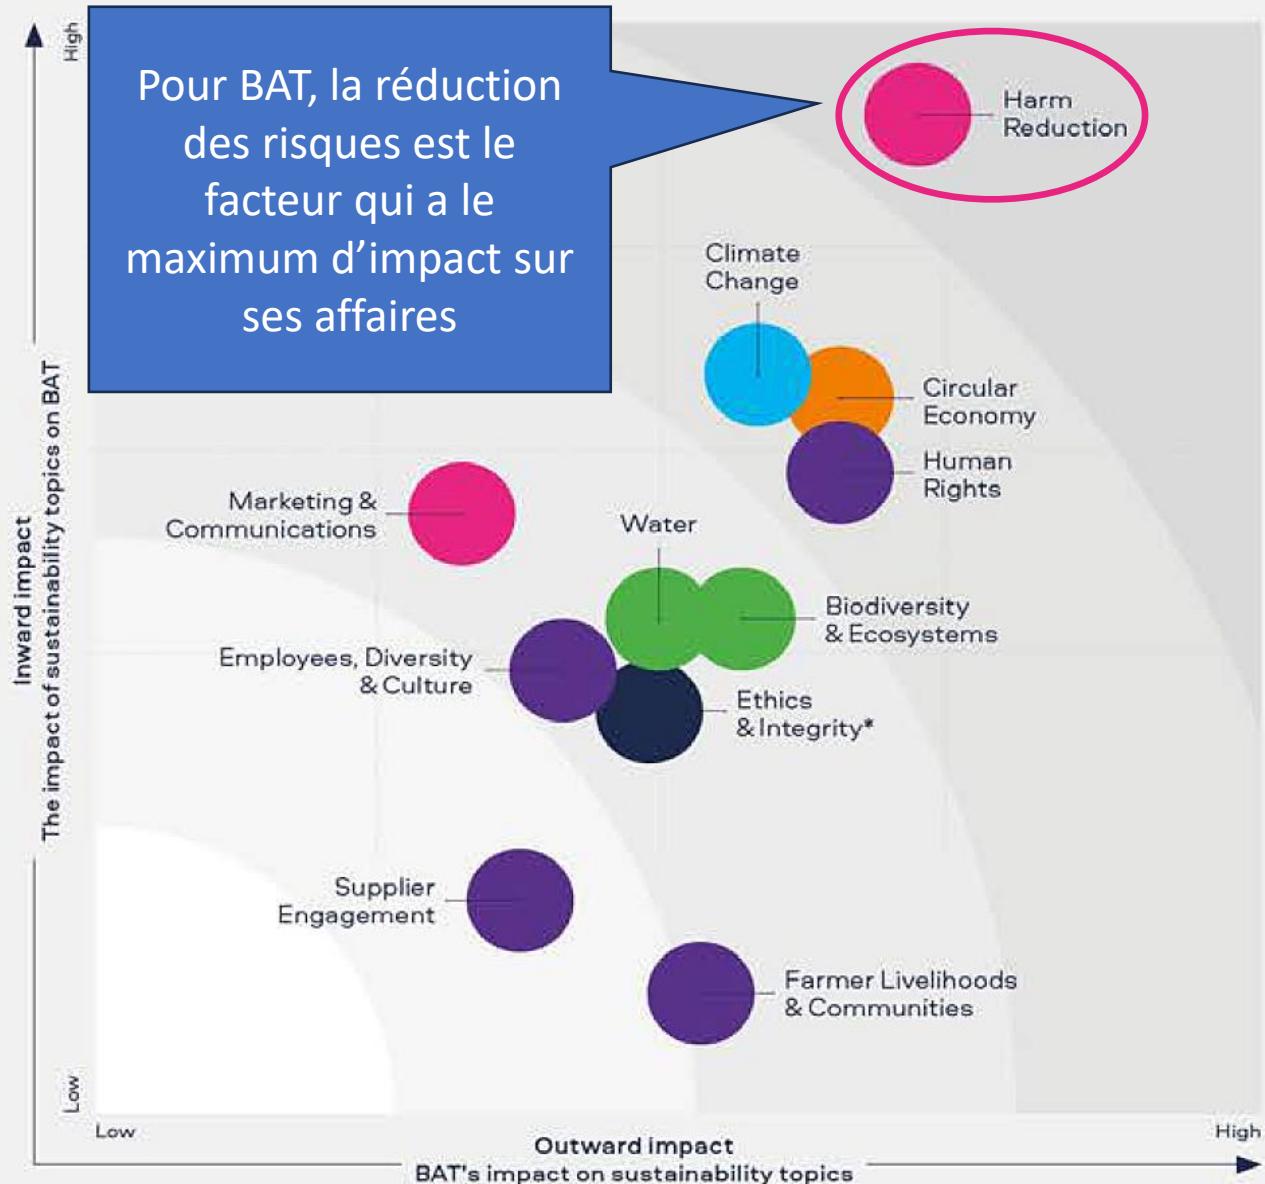 High
Pour BAT, la réduction
des risques est le
facteur qui a le
maximum d’impact sur
ses affaires
Harm
Reduction
Climate
Change
Circular
Economy
Human
Rights
Marketing &
Communications
Water
Biodiversity
& Ecosystems
Employees, Diversity
& Culture
Ethics
& Integrity*
Supplier
Engagement
Farmer Livelihoods
& Communities
Inward impact
The impact of sustainability topics on BAT
Low
Low
High
Outward impact
BAT's impact on sustainability topics